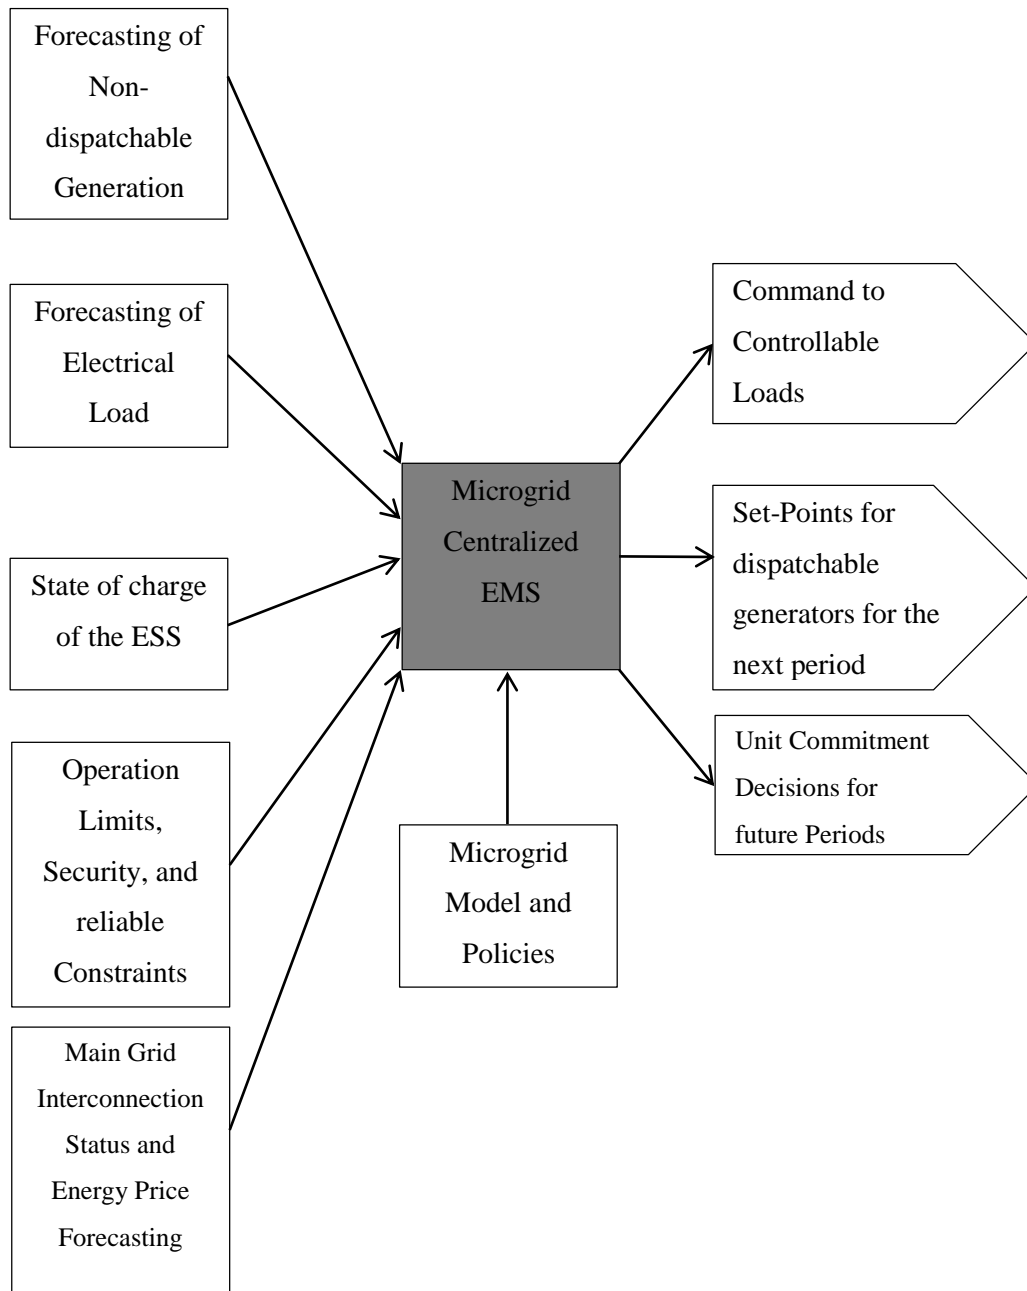 Forecasting of
Non-
dispatchable
Generation
Forecasting of
Electrical
Load
State of charge
of the ESS
Operation
Limits,
Security, and
reliable
Constraints
Main Grid
Interconnection
Status and
Energy Price
Forecasting
Microgrid
Centralized
EMS
Microgrid
Model and
Policies
Command to
Controllable
Loads
Set-Points for
dispatchable
generators for the
next period
Unit Commitment
Decisions for
future Periods